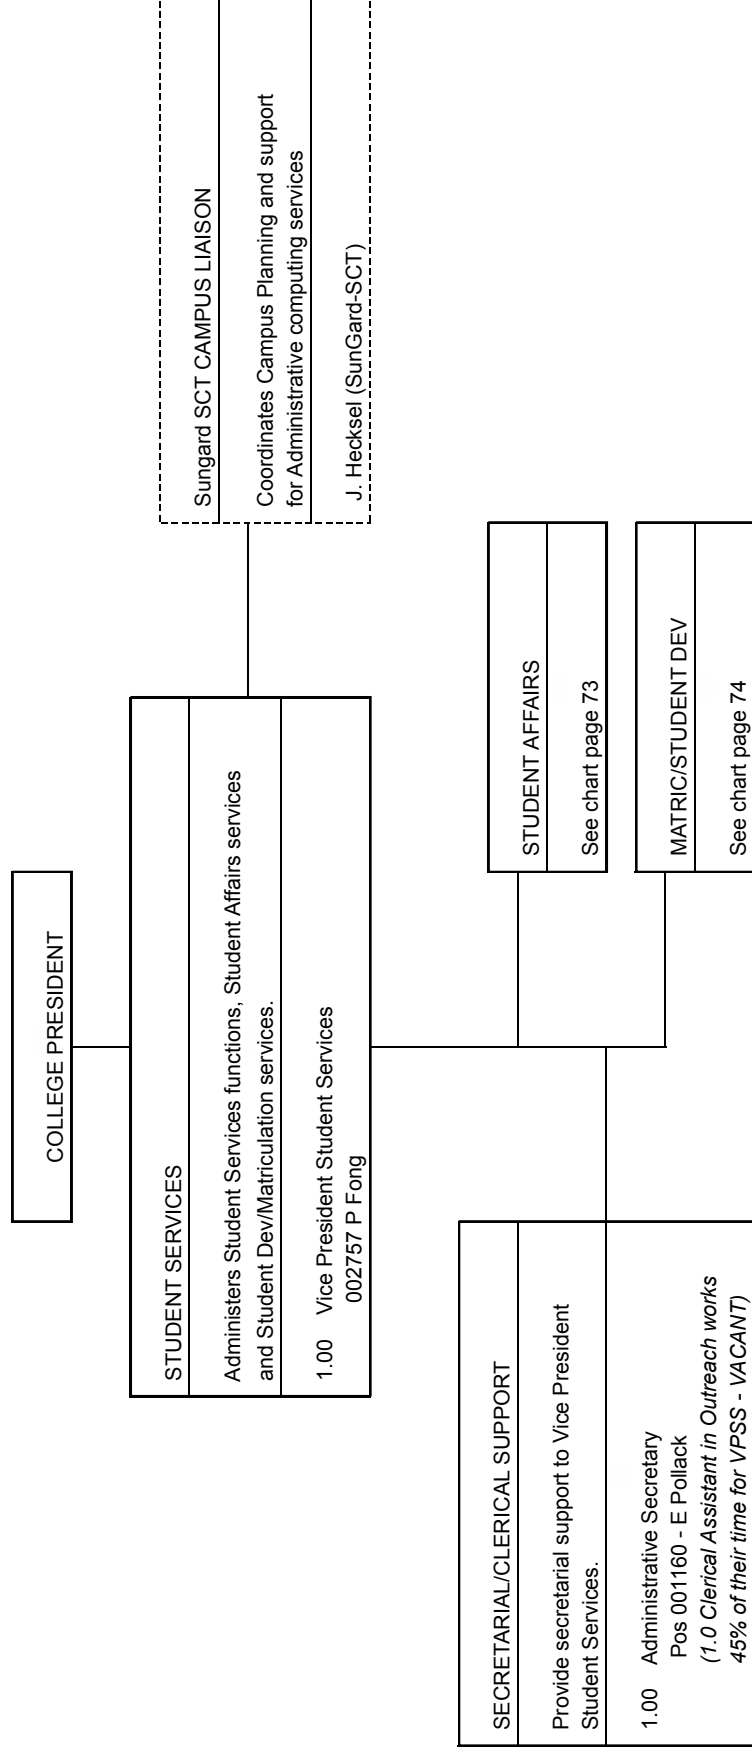 COLLEGE PRESIDENT
STUDENT SERVICES
Administers Student Services functions, Student Affairs services
and Student Dev/Matriculation services.
1.00 Vice President Student Services
002757 P Fong
Sungard SCT CAMPUS LIAISON
Coordinates Campus Planning and support
for Administrative computing services
J. Hecksel (SunGard-SCT)
SECRETARIAL/CLERICAL SUPPORT
Provide secretarial support to Vice President
Student Services.
1.00 Administrative Secretary
Pos 001160 - E Pollack
(1.0 Clerical Assistant in Outreach works
45% of their time for VPSS - VACANT)
STUDENT AFFAIRS
See chart page 73
MATRIC/STUDENT DEV
See chart page 74